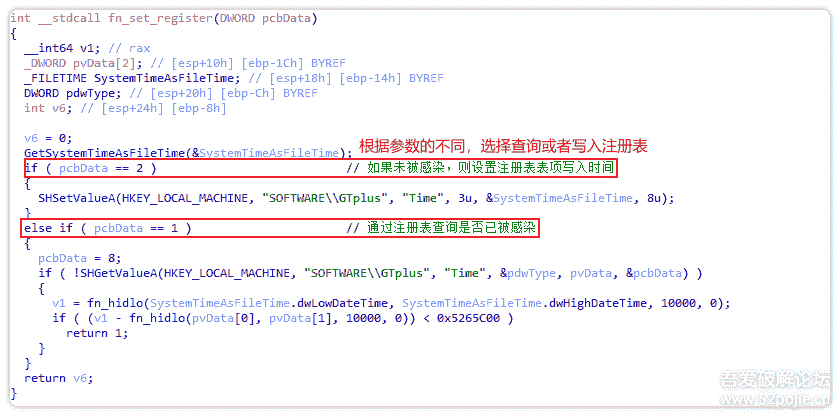 int __stdcall fn_set_register(DWORD pcbData)
{
  __int64 v1; // rax
  _DWORD pvData[2]; // [esp+10h] [ebp-1Ch] BYREF
  _FILETIME SystemTimeAsFileTime; // [esp+18h] [ebp-14h] BYREF
  DWORD pdwType; // [esp+20h] [ebp-Ch] BYREF
  int v6; // [esp+24h] [ebp-8h]
  v6 = 0;
  GetSystemTimeAsFileTime(&SystemTimeAsFileTime); 根据参数的不同，选择查询或者写入注册表
  if ( pcbData == 2 ) // 如果未被感染，则设置注册表表项写入时间
  {
    SHSetValueA(HKEY_LOCAL_MACHINE, "SOFTWARE\\GTplus", "Time", 3u, &SystemTimeAsFileTime, 8u);
  }
  else if ( pcbData == 1 ) // 通过注册表查询是否已被感染
  {
    pcbData = 8;
    if ( !SHGetValueA(HKEY_LOCAL_MACHINE, "SOFTWARE\\GTplus", "Time", &pdwType, pvData, &pcbData) )
    {
      v1 = fn_hidlo(SystemTimeAsFileTime.dwLowDateTime, SystemTimeAsFileTime.dwHighDateTime, 10000, 0);
      if ( (v1 - fn_hidlo(pvData[0], pvData[1], 10000, 0)) < 0x5265C00 )
        return 1;
    }
  }
  return v6;
}
吾爱破解论坛
www.52pojie.cn